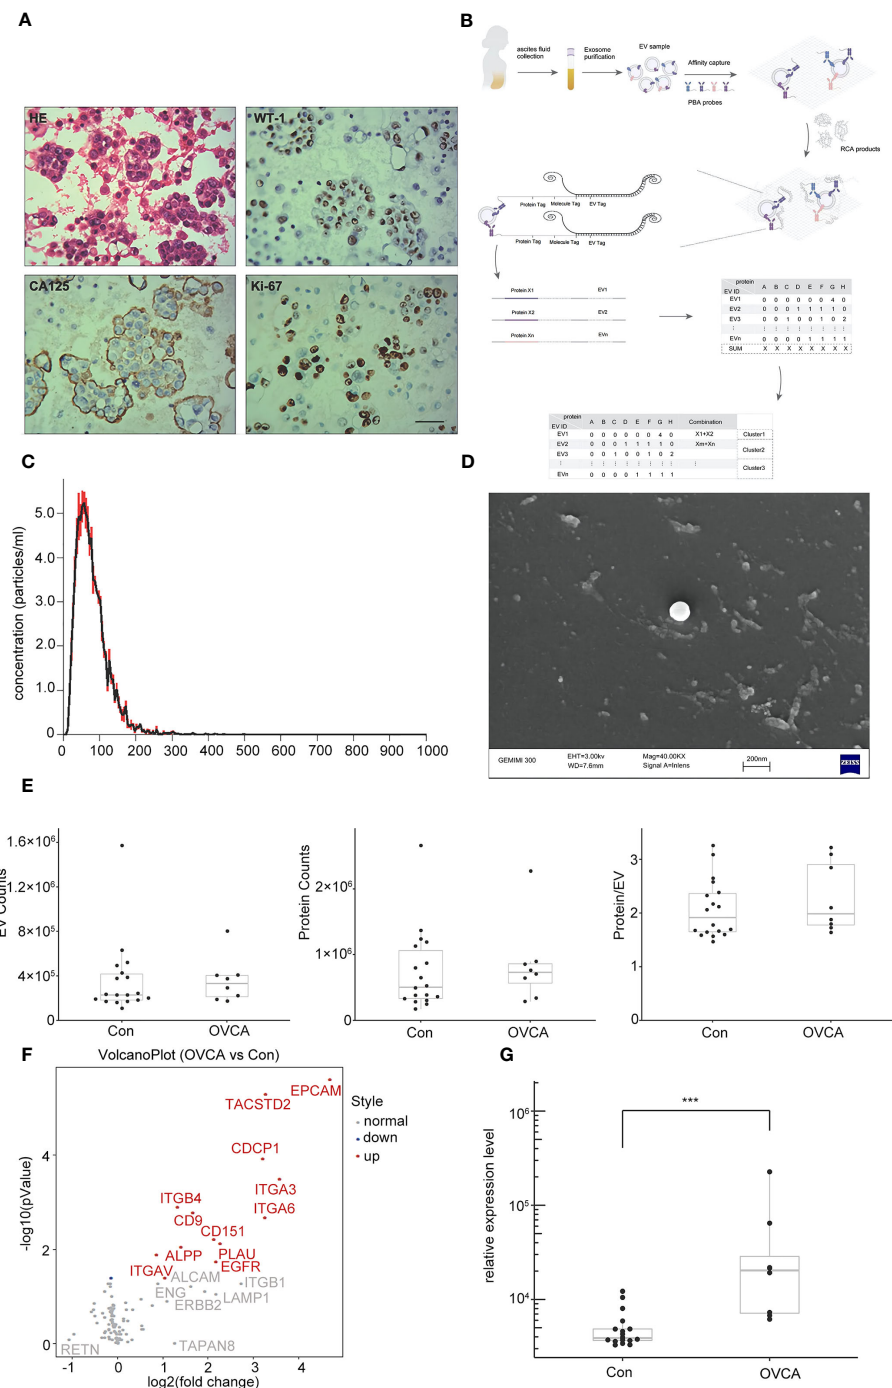 A
HE
WT-1
CA125
Ki-67
B
ascites fluid
collection
Exosome
purification
EV sample
Affinity capture
PBA probes
RCA products
Protein Tag
Molecule Tag
EV Tag
Protein Tag
Molecule Tag
EV Tag
Protein X1
EV1
Protein X2
EV2
Protein Xn
EVn
protein
EV ID
A B C D E F G H
EV1 0 0 0 0 0 0 4 0
EV2 0 0 0 1 1 1 1 0
EV3 0 0 1 0 0 1 0 2
⋮ ⋮ ⋮ ⋮ ⋮ ⋮ ⋮ ⋮ ⋮
EVn 0 0 0 0 1 1 1 1
SUM X X X X X X X X
protein
EV ID
A B C D E F G H Combination
EV1 0 0 0 0 0 0 4 0 X1+X2 Cluster1
EV2 0 0 0 1 1 1 1 0 Xm+Xn
Cluster2
EV3 0 0 1 0 0 1 0 2
⋮ ⋮ ⋮ ⋮ ⋮ ⋮ ⋮ ⋮ ⋮ ⋮
Cluster3
EVn 0 0 0 0 1 1 1 1
C
concentration (particles/ml)
5.0
4.0
3.0
2.0
1.0
0
0 100 200 300 400 500 600 700 800 900 1000
D
GEMIMI 300
EHT=3.00kv
WD=7.6mm
Mag=40.00KX
Signal A=Inlens
200nm
ZEISS
E
EV Counts
1.6×10⁶
1.2×10⁶
8×10⁵
4×10⁵
0
Con OVCA
Protein Counts
2×10⁶
1×10⁶
0
Con OVCA
Protein/EV
3
2
1
0
Con OVCA
F
VolcanoPlot (OVCA vs Con)
-log10(pValue)
4
2
0
EPCAM
TACSTD2
CDCP1
ITGA3
ITGB4
ITGA6
CD9
CD151
ALPP
PLAU
EGFR
ITGAV
ALCAM
ITGB1
ENG
LAMP1
ERBB2
RETN
TAPAN8
-1 0 1 2 3 4
log2(fold change)
Style
normal
down
up
G
relative expression level
10⁶
10⁵
10⁴
***
Con OVCA